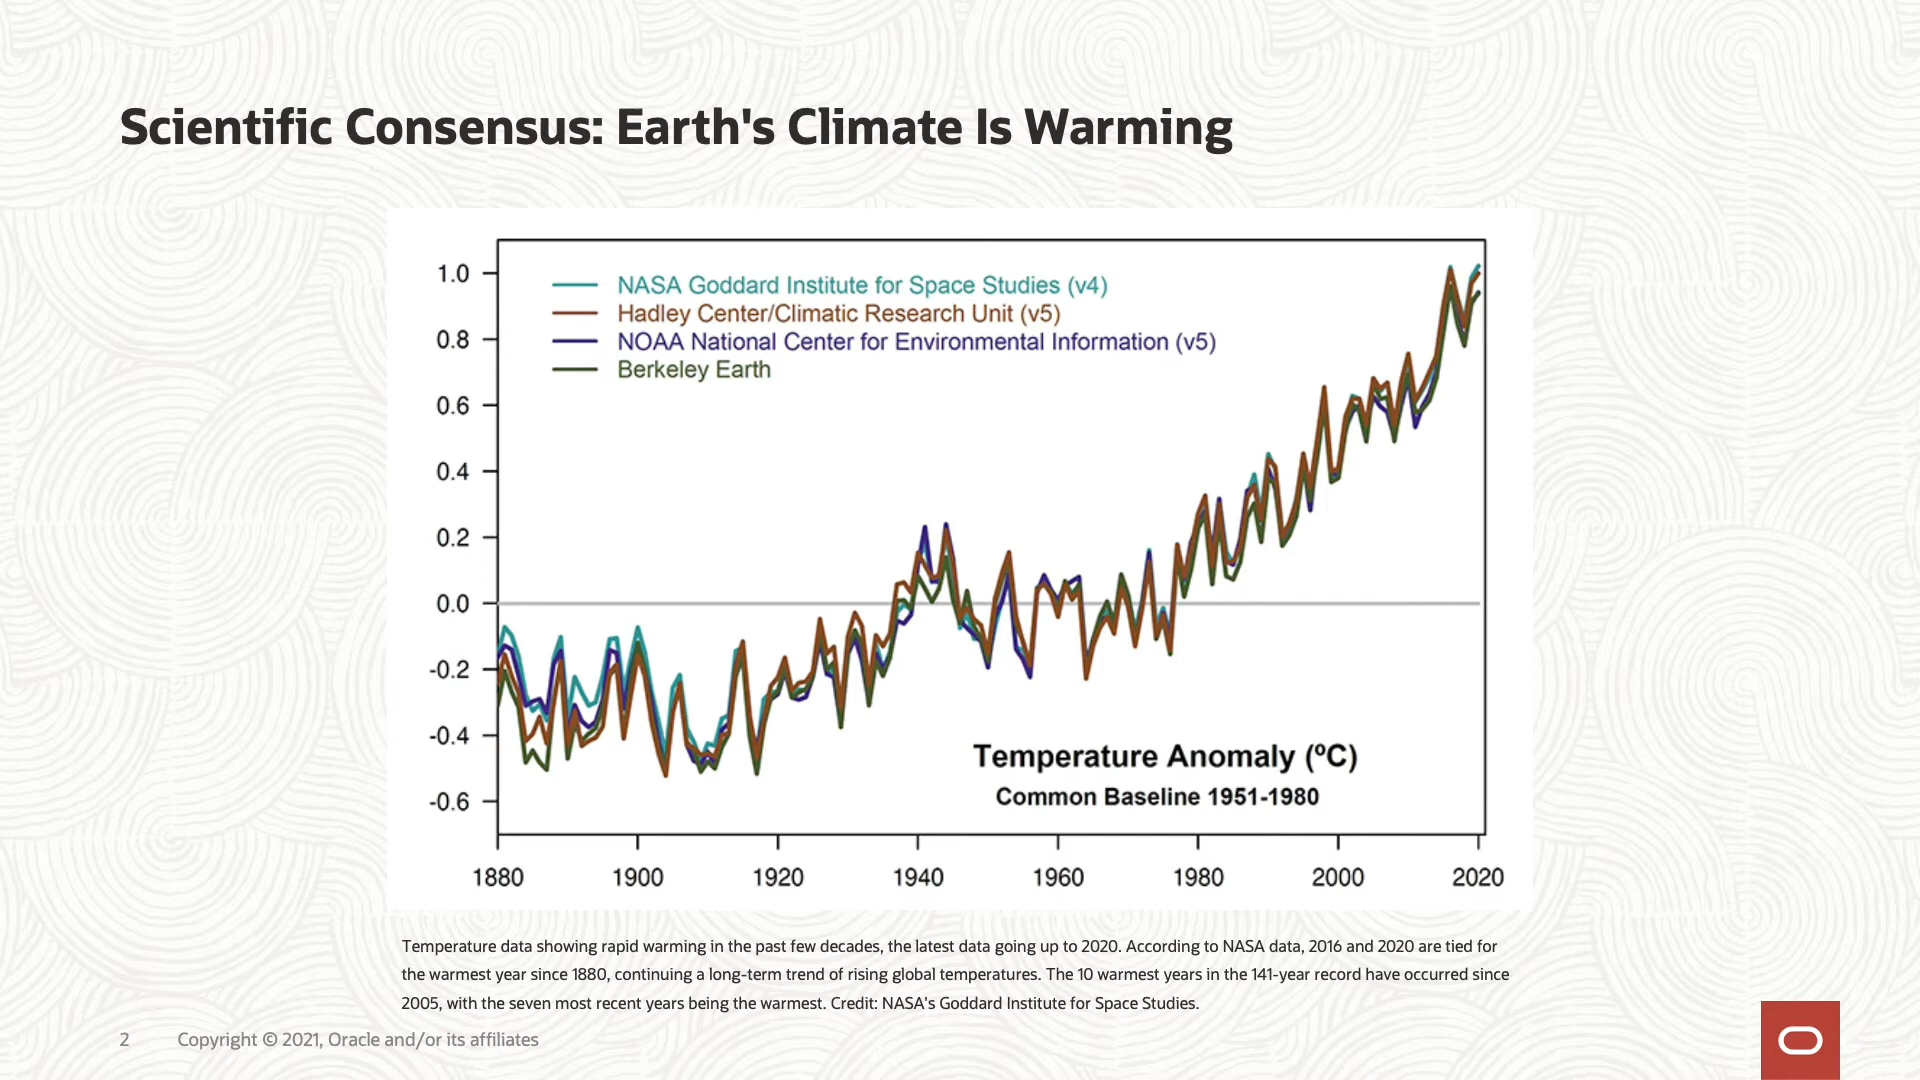 Scientific Consensus: Earth's Climate Is Warming
1.0
0.8
0.6
0.4
0.2
0.0
-0.2
-0.4
-0.6
NASA Goddard Institute for Space Studies (v4)
Hadley Center/Climatic Research Unit (v5)
NOAA National Center for Environmental Information (v5)
Berkeley Earth
Temperature Anomaly (ºC)
Common Baseline 1951-1980
1880 1900 1920 1940 1960 1980 2000 2020
Temperature data showing rapid warming in the past few decades, the latest data going up to 2020. According to NASA data, 2016 and 2020 are tied for
the warmest year since 1880, continuing a long-term trend of rising global temperatures. The 10 warmest years in the 141-year record have occurred since
2005, with the seven most recent years being the warmest. Credit: NASA's Goddard Institute for Space Studies.
2 Copyright © 2021, Oracle and/or its affiliates